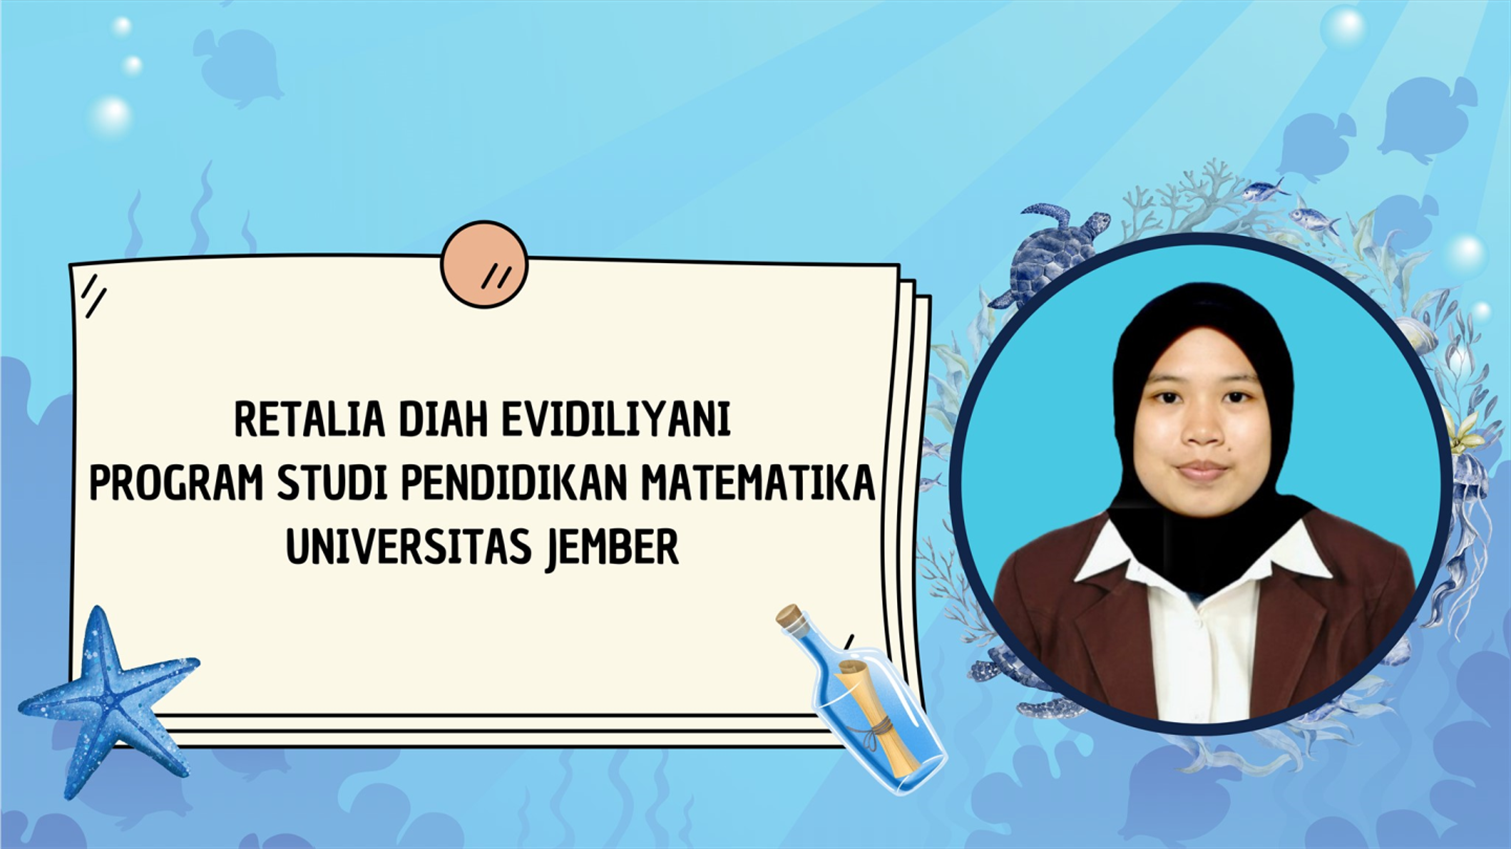 RETALIA DIAH EVIDILIYANI
PROGRAM STUDI PENDIDIKAN MATEMATIKA
UNIVERSITAS JEMBER